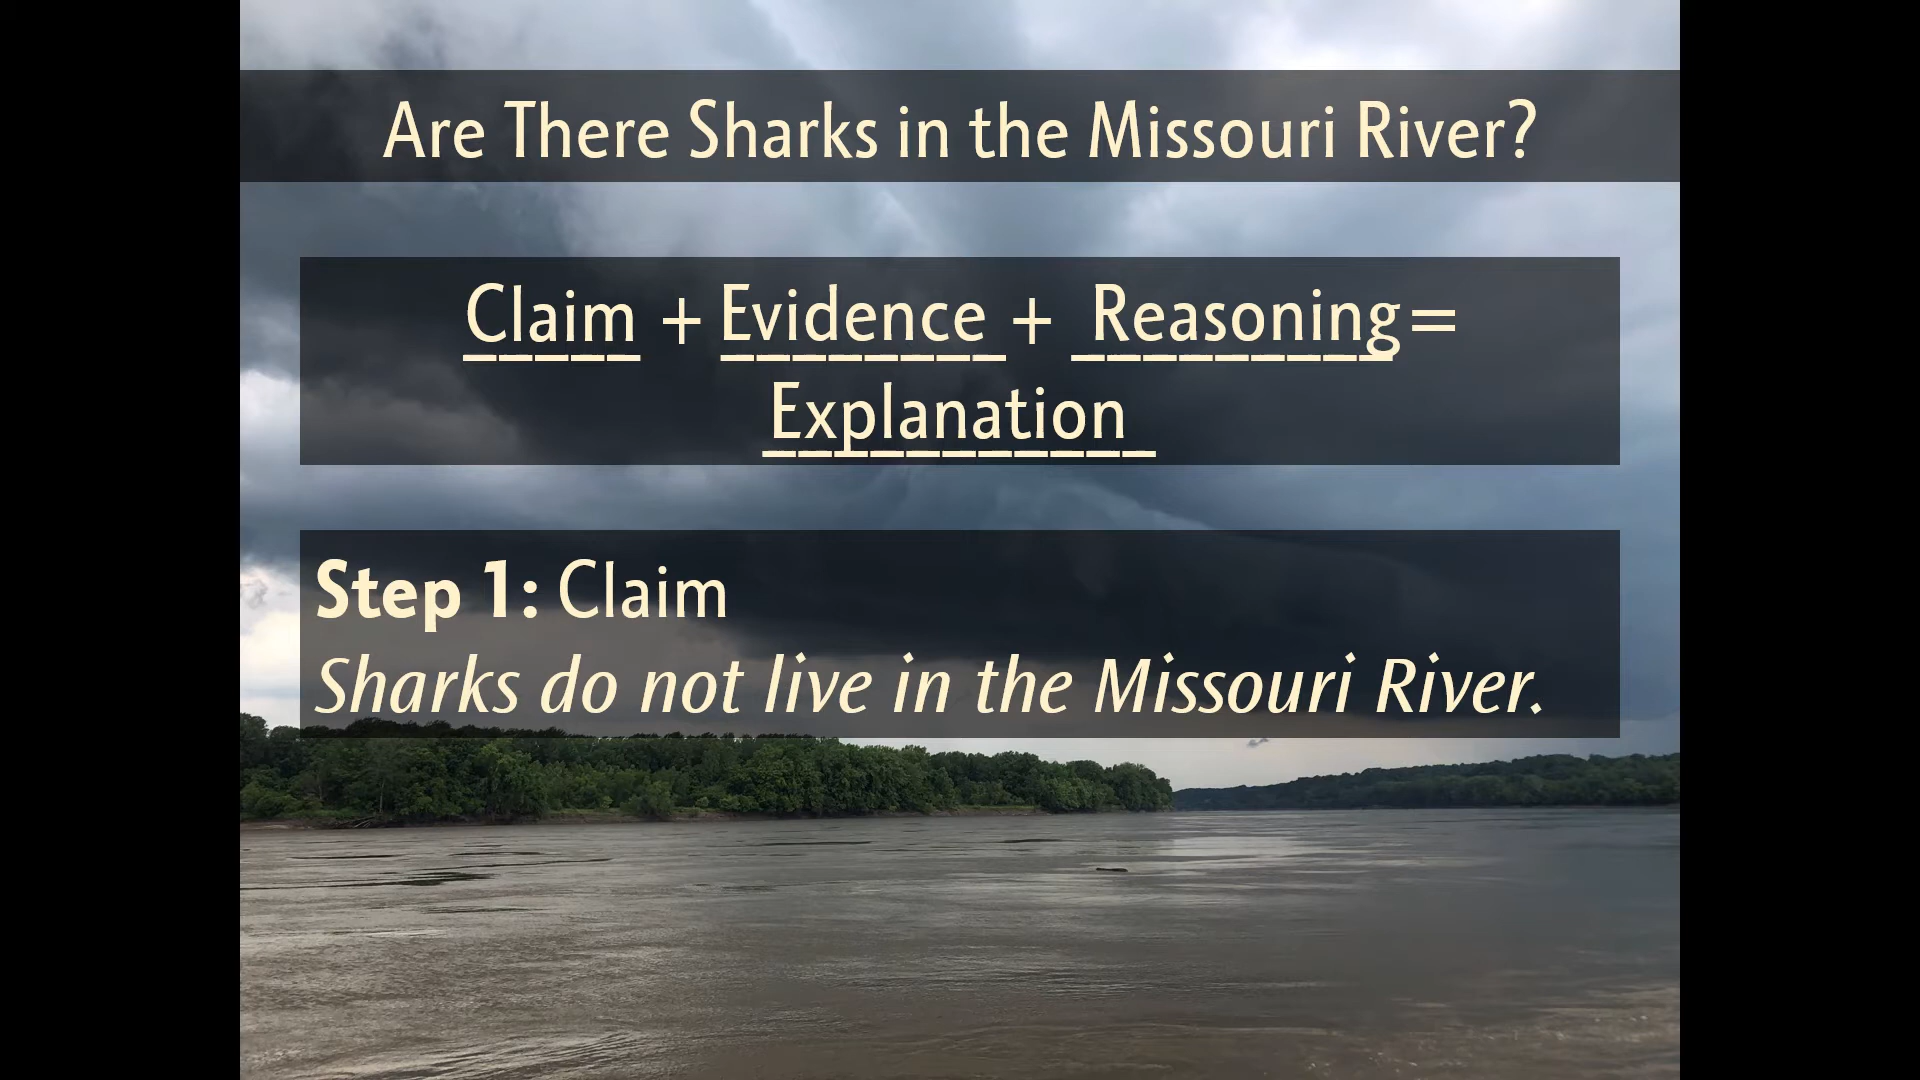 Are There Sharks in the Missouri River?
Claim + Evidence + Reasoning =
Explanation
Step 1: Claim
Sharks do not live in the Missouri River.